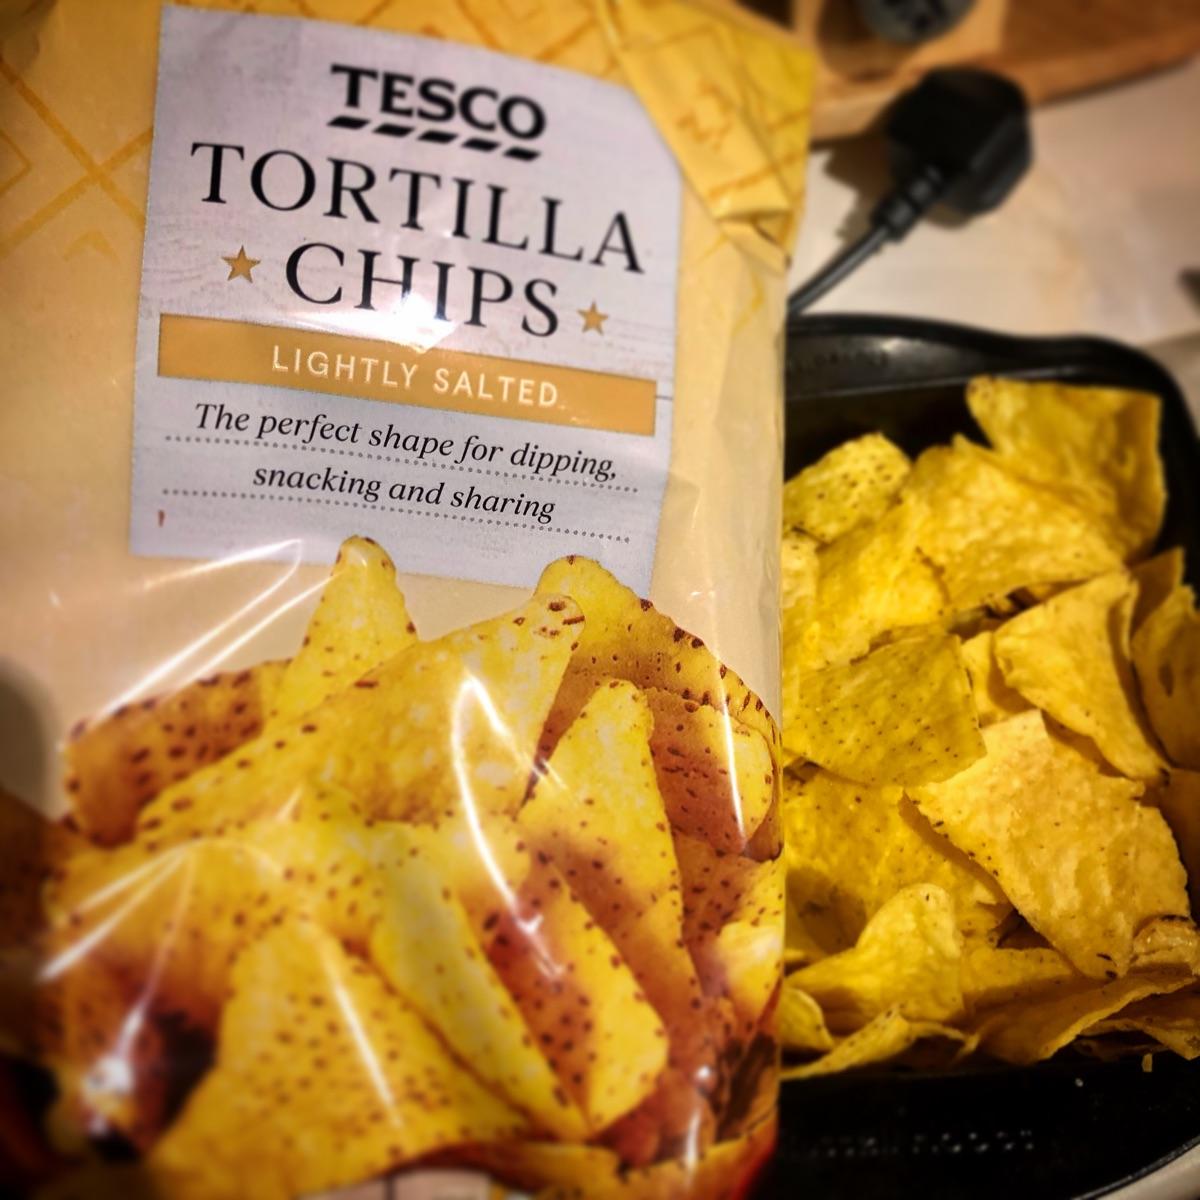 TESCO
TORTILLA
CHIPS
LIGHTLY SALTED
The perfect shape for dipping,
snacking and sharing